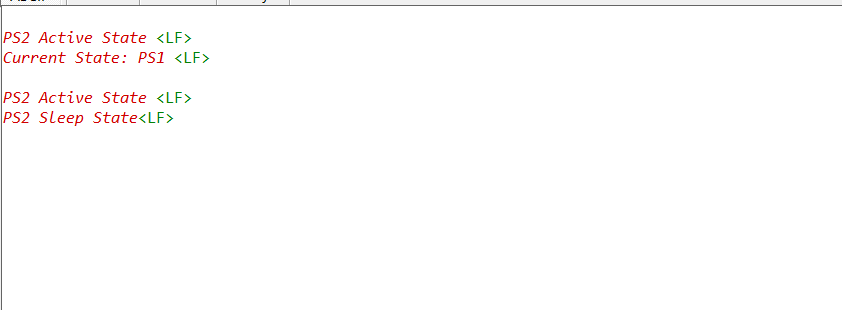 PS2 Active State <LF>
Current State: PS1 <LF>
PS2 Active State <LF>
PS2 Sleep State<LF>